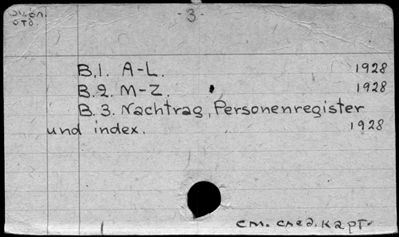 -3-
B.1. A-L. 1928
B.2. M-Z. 1928
B.3. Nachtrag, Personenregister
und index. 1928
см. след. карт.